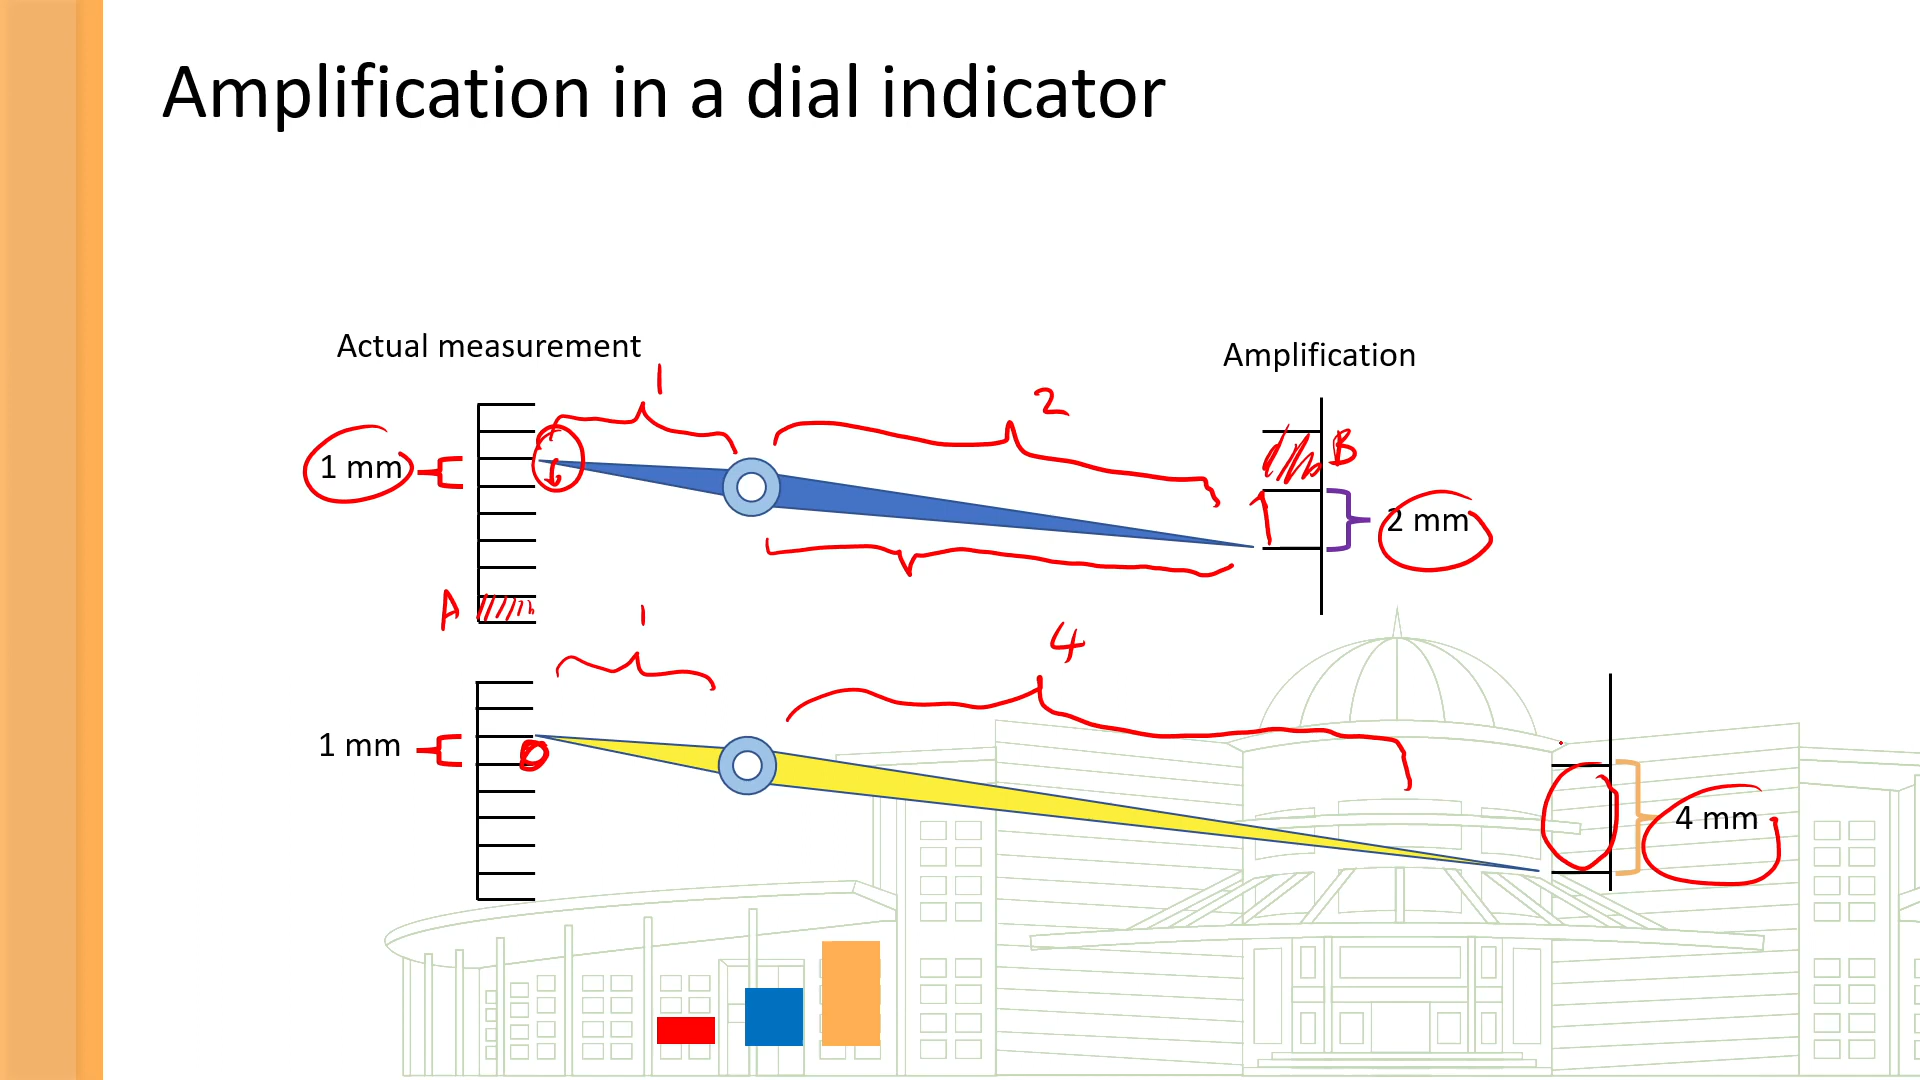 Amplification in a dial indicator
Actual measurement
Amplification
1
2
1 mm
B
2 mm
A
1
4
1 mm
4 mm